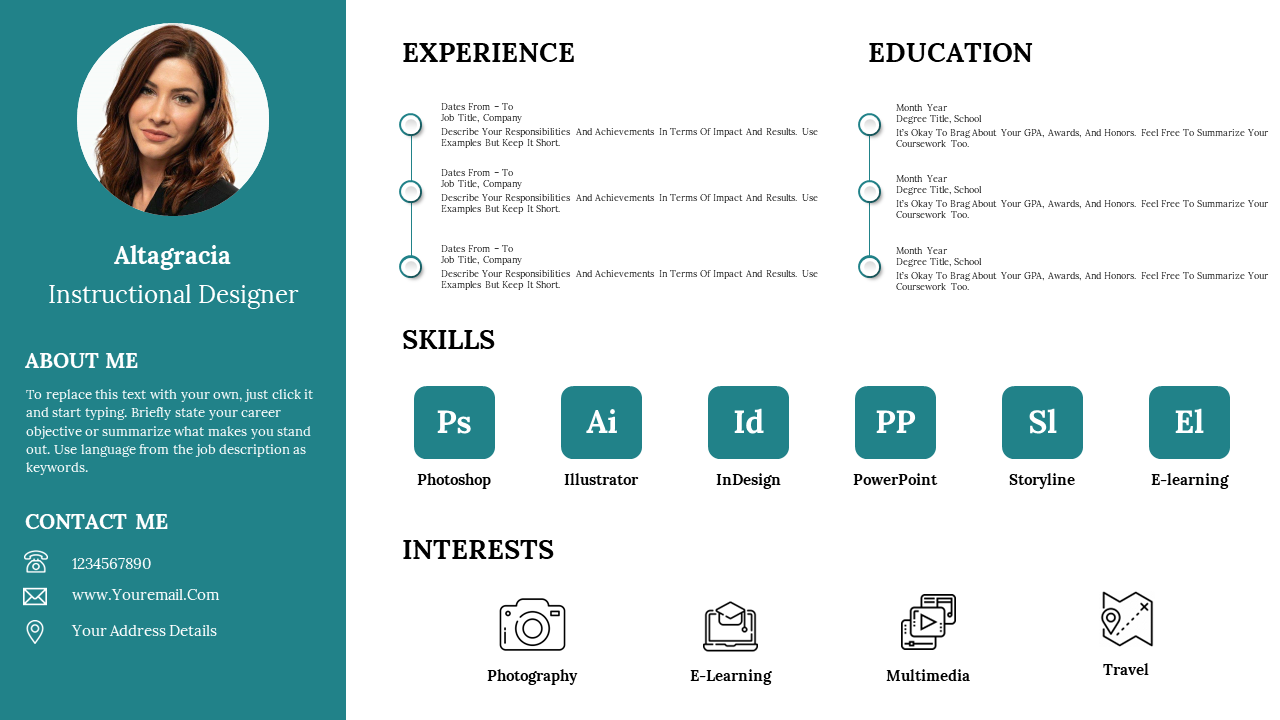 Altagracia
Instructional Designer
ABOUT ME
To replace this text with your own, just click it
and start typing. Briefly state your career
objective or summarize what makes you stand
out. Use language from the job description as
keywords.
CONTACT ME
1234567890
www.Youremail.Com
Your Address Details
EXPERIENCE
Dates From – To
Job Title, Company
Describe Your Responsibilities And Achievements In Terms Of Impact And Results. Use
Examples But Keep It Short.
Dates From – To
Job Title, Company
Describe Your Responsibilities And Achievements In Terms Of Impact And Results. Use
Examples But Keep It Short.
Dates From – To
Job Title, Company
Describe Your Responsibilities And Achievements In Terms Of Impact And Results. Use
Examples But Keep It Short.
EDUCATION
Month Year
Degree Title, School
It's Okay To Brag About Your GPA, Awards, And Honors. Feel Free To Summarize Your
Coursework Too.
Month Year
Degree Title, School
It's Okay To Brag About Your GPA, Awards, And Honors. Feel Free To Summarize Your
Coursework Too.
Month Year
Degree Title, School
It's Okay To Brag About Your GPA, Awards, And Honors. Feel Free To Summarize Your
Coursework Too.
SKILLS
Ps
Photoshop
Ai
Illustrator
Id
InDesign
PP
PowerPoint
Sl
Storyline
El
E-learning
INTERESTS
Photography
E-Learning
Multimedia
Travel